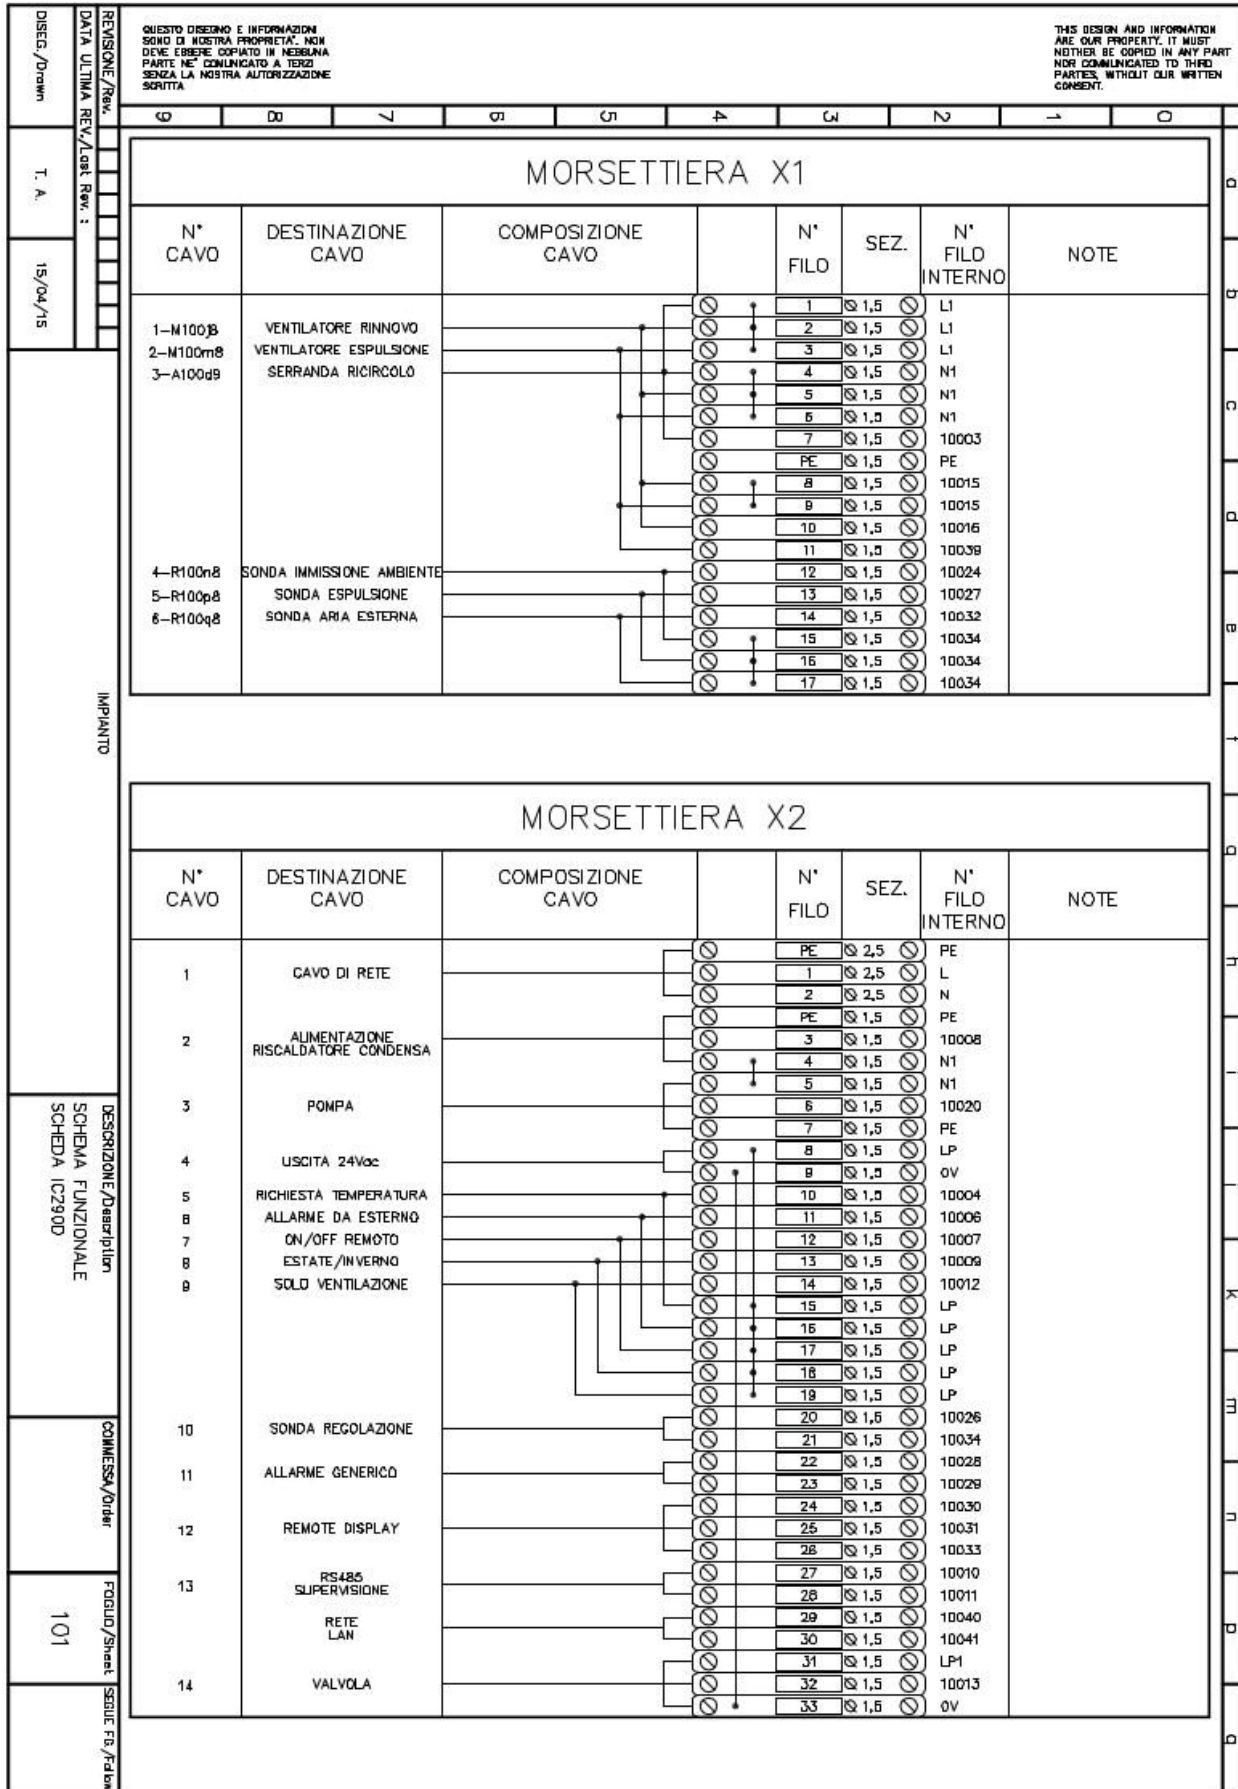 QUESTO DISEGNO E INFORMAZIONI
SONO DI NOSTRA PROPRIETA'. NON
DEVE ESSERE COPIATO IN NESSUNA
PARTE NE' COMUNICATO A TERZI
SENZA LA NOSTRA AUTORIZZAZIONE
SCRITTA
THIS DESIGN AND INFORMATION
ARE OUR PROPERTY. IT MUST
NEITHER BE COPIED IN ANY PART
NOR COMMUNICATED TO THIRD
PARTIES, WITHOUT OUR WRITTEN
CONSENT.
9 8 7 6 5 4 3 2 1 0
MORSETTIERA X1
N° CAVO DESTINAZIONE CAVO COMPOSIZIONE CAVO N° FILO SEZ. N° FILO INTERNO NOTE
1 Ø 1,5 L1
1-M100j8 VENTILATORE RINNOVO 2 Ø 1,5 L1
2-M100m8 VENTILATORE ESPULSIONE 3 Ø 1,5 L1
3-A100d9 SERRANDA RICIRCOLO 4 Ø 1,5 N1
5 Ø 1,5 N1
6 Ø 1,5 N1
7 Ø 1,5 10003
PE Ø 1,5 PE
8 Ø 1,5 10015
9 Ø 1,5 10015
10 Ø 1,5 10016
11 Ø 1,5 10039
4-R100n8 SONDA IMMISSIONE AMBIENTE 12 Ø 1,5 10024
5-R100p8 SONDA ESPULSIONE 13 Ø 1,5 10027
6-R100q8 SONDA ARIA ESTERNA 14 Ø 1,5 10032
15 Ø 1,5 10034
16 Ø 1,5 10034
17 Ø 1,5 10034
MORSETTIERA X2
N° CAVO DESTINAZIONE CAVO COMPOSIZIONE CAVO N° FILO SEZ. N° FILO INTERNO NOTE
PE Ø 2,5 PE
1 CAVO DI RETE 1 Ø 2,5 L
2 Ø 2,5 N
PE Ø 1,5 PE
2 ALIMENTAZIONE RISCALDATORE CONDENSA 3 Ø 1,5 10008
4 Ø 1,5 N1
5 Ø 1,5 N1
3 POMPA 6 Ø 1,5 10020
7 Ø 1,5 PE
4 USCITA 24Vac 8 Ø 1,5 LP
9 Ø 1,5 0V
5 RICHIESTA TEMPERATURA 10 Ø 1,5 10004
6 ALLARME DA ESTERNO 11 Ø 1,5 10006
7 ON/OFF REMOTO 12 Ø 1,5 10007
8 ESTATE/INVERNO 13 Ø 1,5 10009
9 SOLO VENTILAZIONE 14 Ø 1,5 10012
15 Ø 1,5 LP
16 Ø 1,5 LP
17 Ø 1,5 LP
18 Ø 1,5 LP
19 Ø 1,5 LP
10 SONDA REGOLAZIONE 20 Ø 1,5 10026
21 Ø 1,5 10034
11 ALLARME GENERICO 22 Ø 1,5 10028
23 Ø 1,5 10029
24 Ø 1,5 10030
12 REMOTE DISPLAY 25 Ø 1,5 10031
26 Ø 1,5 10033
13 RS485 SUPERVISIONE 27 Ø 1,5 10010
28 Ø 1,5 10011
RETE LAN 29 Ø 1,5 10040
30 Ø 1,5 10041
31 Ø 1,5 LP1
14 VALVOLA 32 Ø 1,5 10013
33 Ø 1,5 0V
a
b
c
d
e
f
g
h
i
k
m
n
p
q
REVISIONE/Rev.
DATA ULTIMA REV./Last Rev. :
DISEG./Drawn
T. A.
15/04/15
IMPIANTO
DESCRIZIONE/Description
SCHEMA FUNZIONALE
SCHEDA IC290D
COMMESSA/Order
FOGLIO/Sheet
101
SEGUE FG./Follow